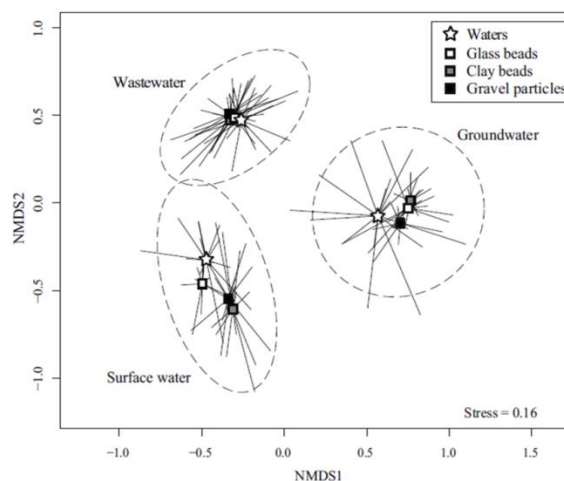 Waters
Glass beads
Clay beads
Gravel particles
Wastewater
Groundwater
Surface water
Stress = 0.16
NMDS2
1.0
0.5
0.0
−0.5
−1.0
−1.0 −0.5 0.0 0.5 1.0 1.5
NMDS1